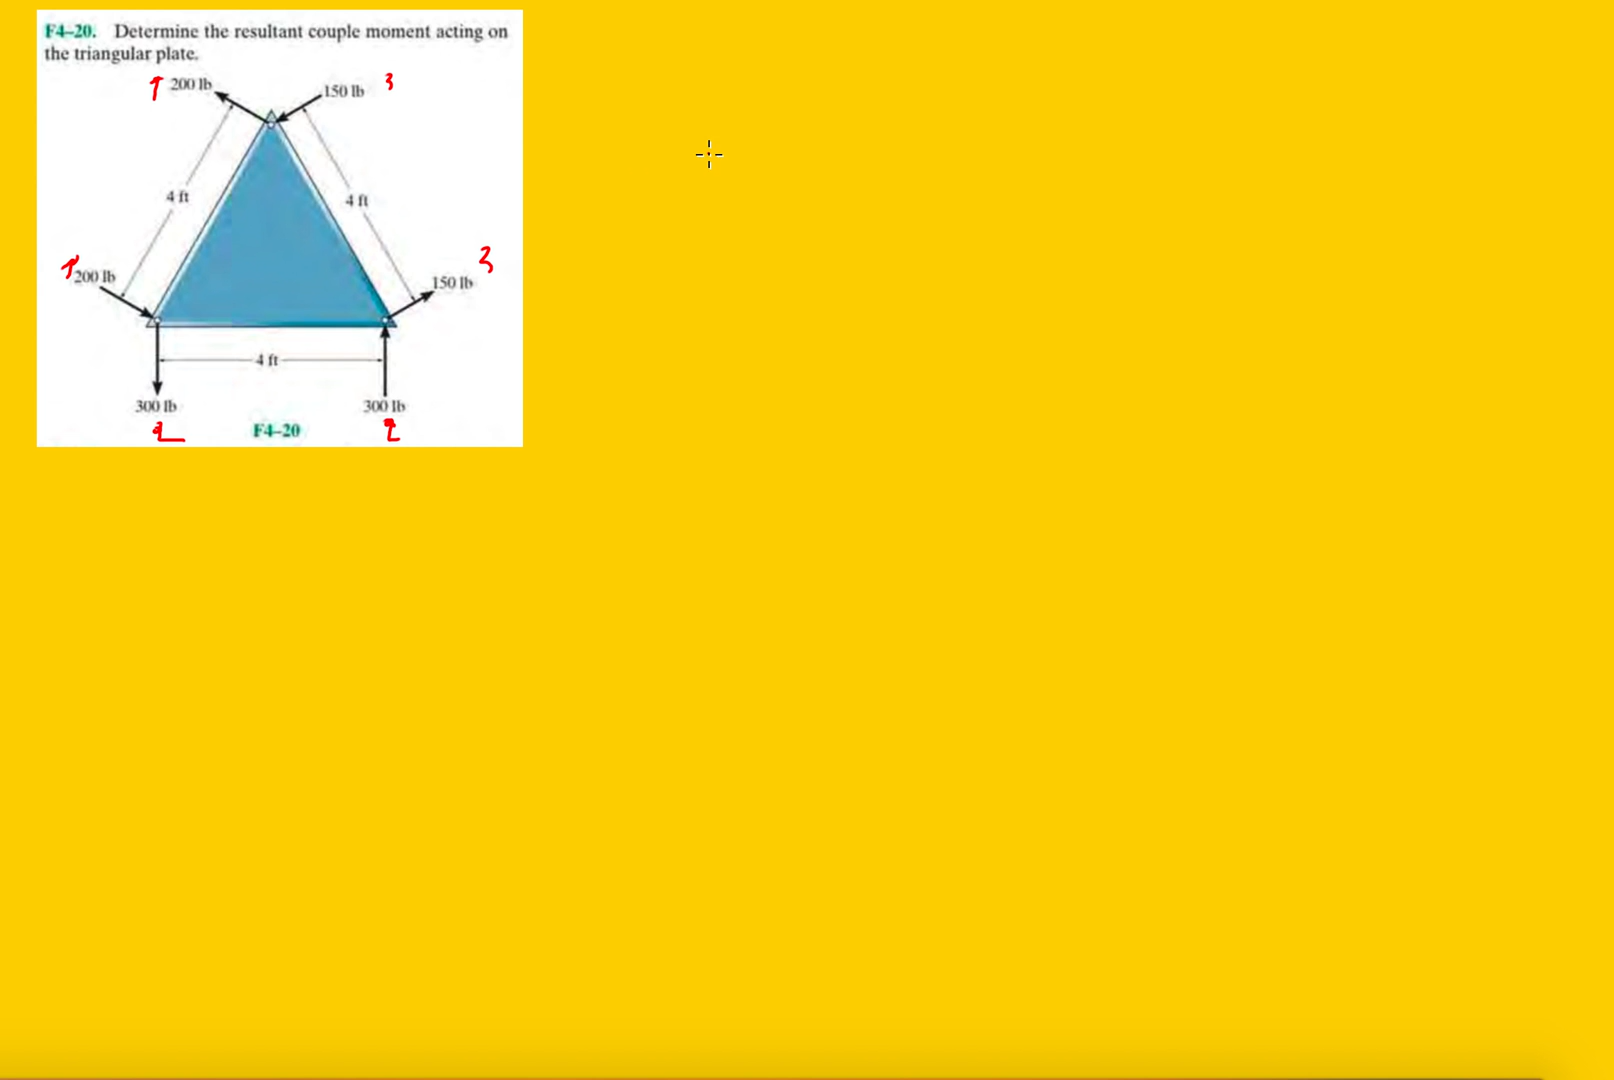 F4–20. Determine the resultant couple moment acting on
the triangular plate.
1 200 lb
150 lb 3
4 ft
4 ft
1 200 lb
150 lb 3
4 ft
300 lb
300 lb
2
F4–20
2